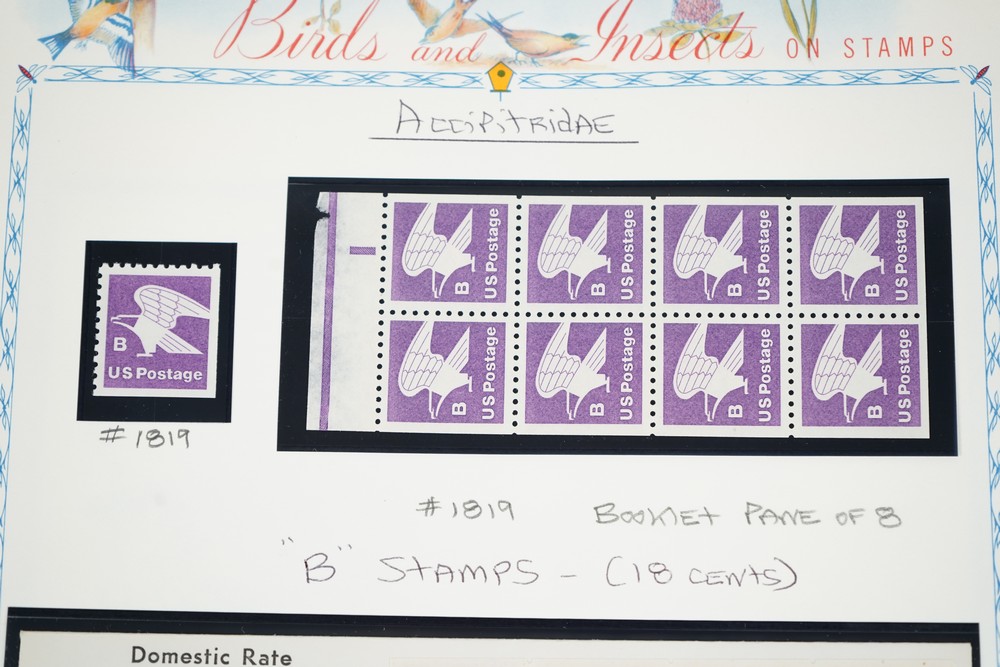 Birds and Insects ON STAMPS
Accipitridae
B
US Postage
#1819
B US Postage B US Postage B US Postage B US Postage
B US Postage B US Postage B US Postage B US Postage
#1819 Booklet Pane of 8
"B" Stamps - (18 cents)
Domestic Rate